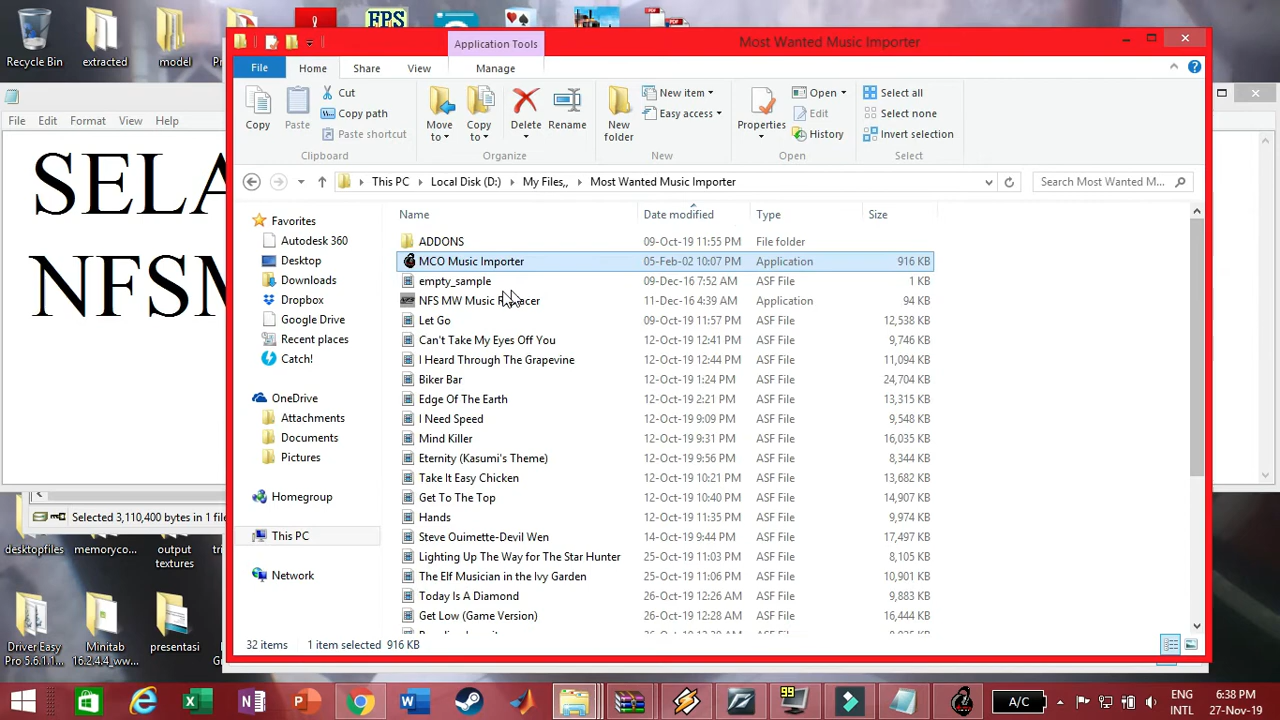 Recycle Bin
extracted
model
FPS
PDF
Application Tools
Most Wanted Music Importer
File
Home
Share
View
Manage
Copy
Paste
Cut
Copy path
Paste shortcut
Clipboard
Move to
Copy to
Delete
Rename
Organize
New folder
New item
Easy access
New
Properties
Open
Edit
History
Open
Select all
Select none
Invert selection
Select
File Edit Format View Help
This PC
Local Disk (D:)
My Files,,
Most Wanted Music Importer
Search Most Wanted M...
SELA
NFSM
Name Date modified Type Size
Favorites
Autodesk 360
Desktop
Downloads
Dropbox
Google Drive
Recent places
Catch!
OneDrive
Attachments
Documents
Pictures
Homegroup
This PC
Network
ADDONS 09-Oct-19 11:55 PM File folder
MCO Music Importer 05-Feb-02 10:07 PM Application 916 KB
empty_sample 09-Dec-16 7:52 AM ASF File 1 KB
NFS MW Music 11-Dec-16 4:39 AM Application 94 KB
Let Go 09-Oct-19 11:57 PM ASF File 12,538 KB
Can't Take My Eyes Off You 12-Oct-19 12:41 PM ASF File 9,746 KB
I Heard Through The Grapevine 12-Oct-19 12:44 PM ASF File 11,094 KB
Biker Bar 12-Oct-19 1:24 PM ASF File 24,704 KB
Edge Of The Earth 12-Oct-19 2:21 PM ASF File 13,315 KB
I Need Speed 12-Oct-19 9:09 PM ASF File 9,548 KB
Mind Killer 12-Oct-19 9:31 PM ASF File 16,035 KB
Eternity (Kasumi's Theme) 12-Oct-19 9:56 PM ASF File 8,344 KB
Take It Easy Chicken 12-Oct-19 10:21 PM ASF File 13,682 KB
Get To The Top 12-Oct-19 10:40 PM ASF File 14,907 KB
Hands 12-Oct-19 11:35 PM ASF File 9,974 KB
Steve Ouimette-Devil Wen 14-Oct-19 9:44 PM ASF File 17,497 KB
Lighting Up The Way for The Star Hunter 25-Oct-19 11:03 PM ASF File 8,105 KB
The Elf Musician in the Ivy Garden 25-Oct-19 11:06 PM ASF File 10,901 KB
Today Is A Diamond 26-Oct-19 12:26 AM ASF File 9,883 KB
Get Low (Game Version) 26-Oct-19 12:28 AM ASF File 16,444 KB
32 items 1 item selected 916 KB
Selected 3,110,400 bytes in 1 file
desktopfiles
memoryco...
output textures
Driver Easy Pro 5.6.1.1...
Minitab 16.2.4.4_ww...
presentasi
99
A/C
ENG
INTL
6:38 PM
27-Nov-19